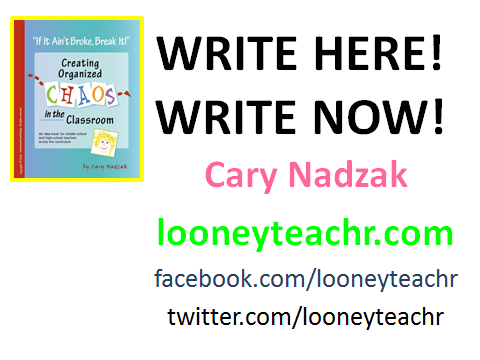 "If It Ain't Broke, Break It!"
Creating
Organized
CHAOS
in the
Classroom
An idea book for middle-school
and high-school teachers
across the curriculum
by Cary Nadzak
WRITE HERE!
WRITE NOW!
Cary Nadzak
looneyteachr.com
facebook.com/looneyteachr
twitter.com/looneyteachr